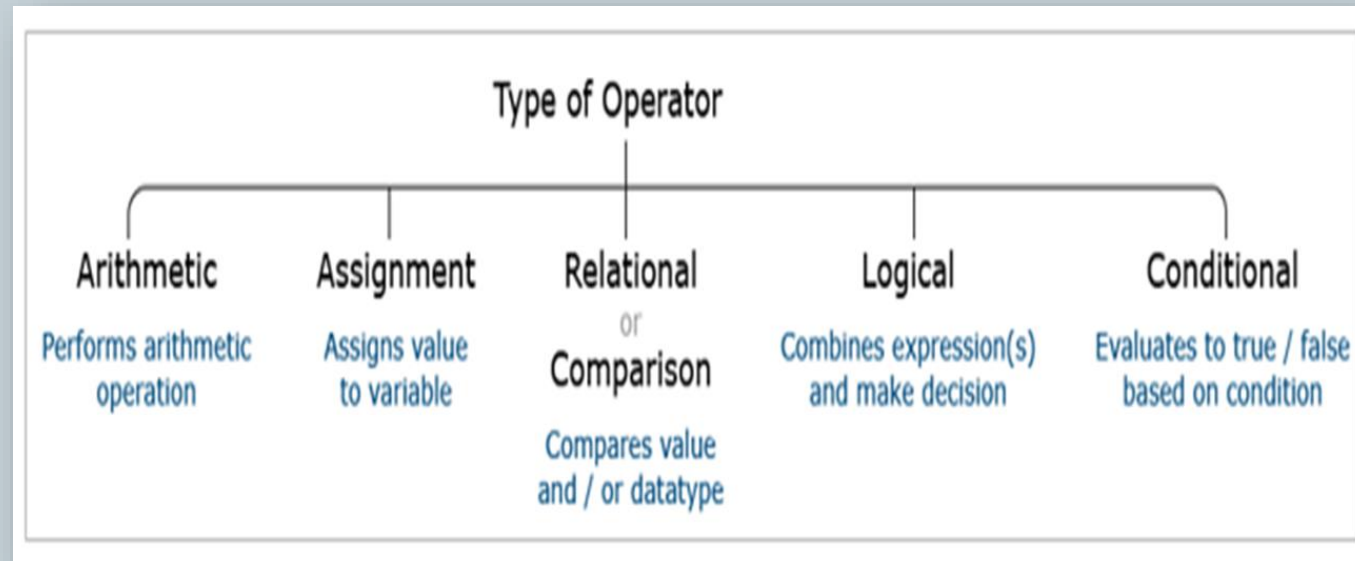 Type of Operator
Arithmetic
Performs arithmetic
operation
Assignment
Assigns value
to variable
Relational
or
Comparison
Compares value
and / or datatype
Logical
Combines expression(s)
and make decision
Conditional
Evaluates to true / false
based on condition